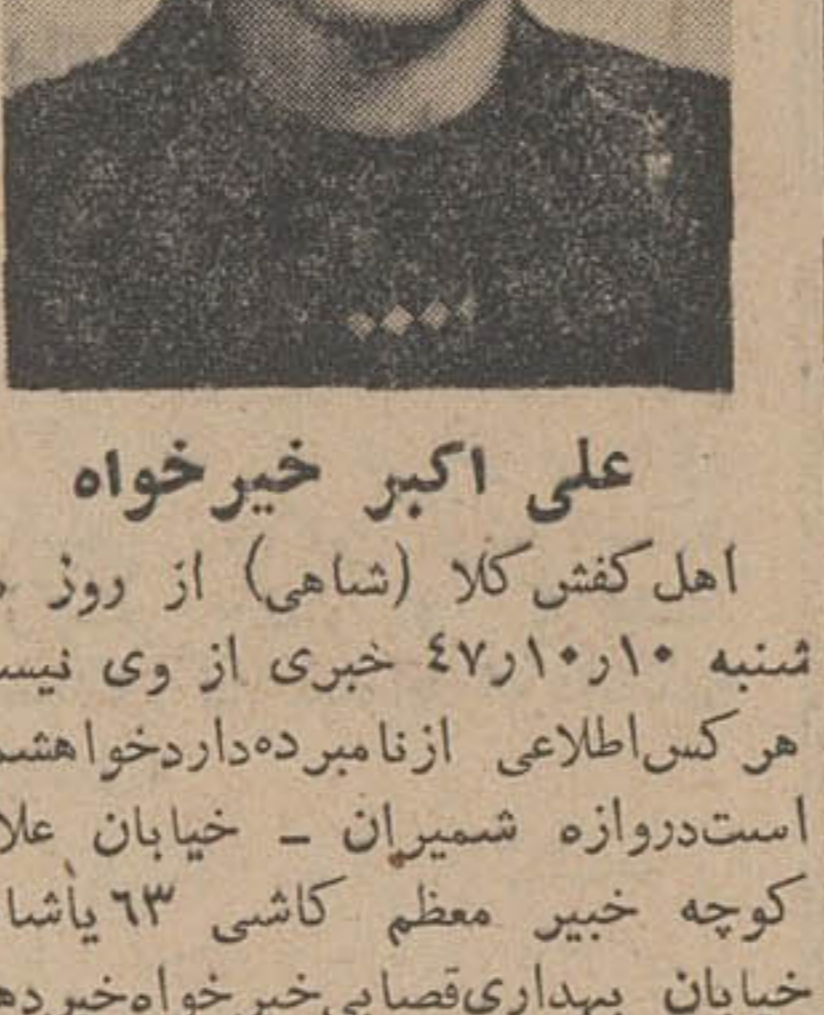 علی اکبر خیرخواه
اهل کفش کلا (شاهی) از روز
شنبه ۱۰ر۱۰ر۴۷ خبری از وی نیس
هر کس اطلاعی از نامبرده دارد خواهشم
است دروازه شمیران ـ خیابان علا
کوچه خبیر معظم کاشی ۶۳ یا شا
خیابان بهداری قصابی خیرخواه خبر ده